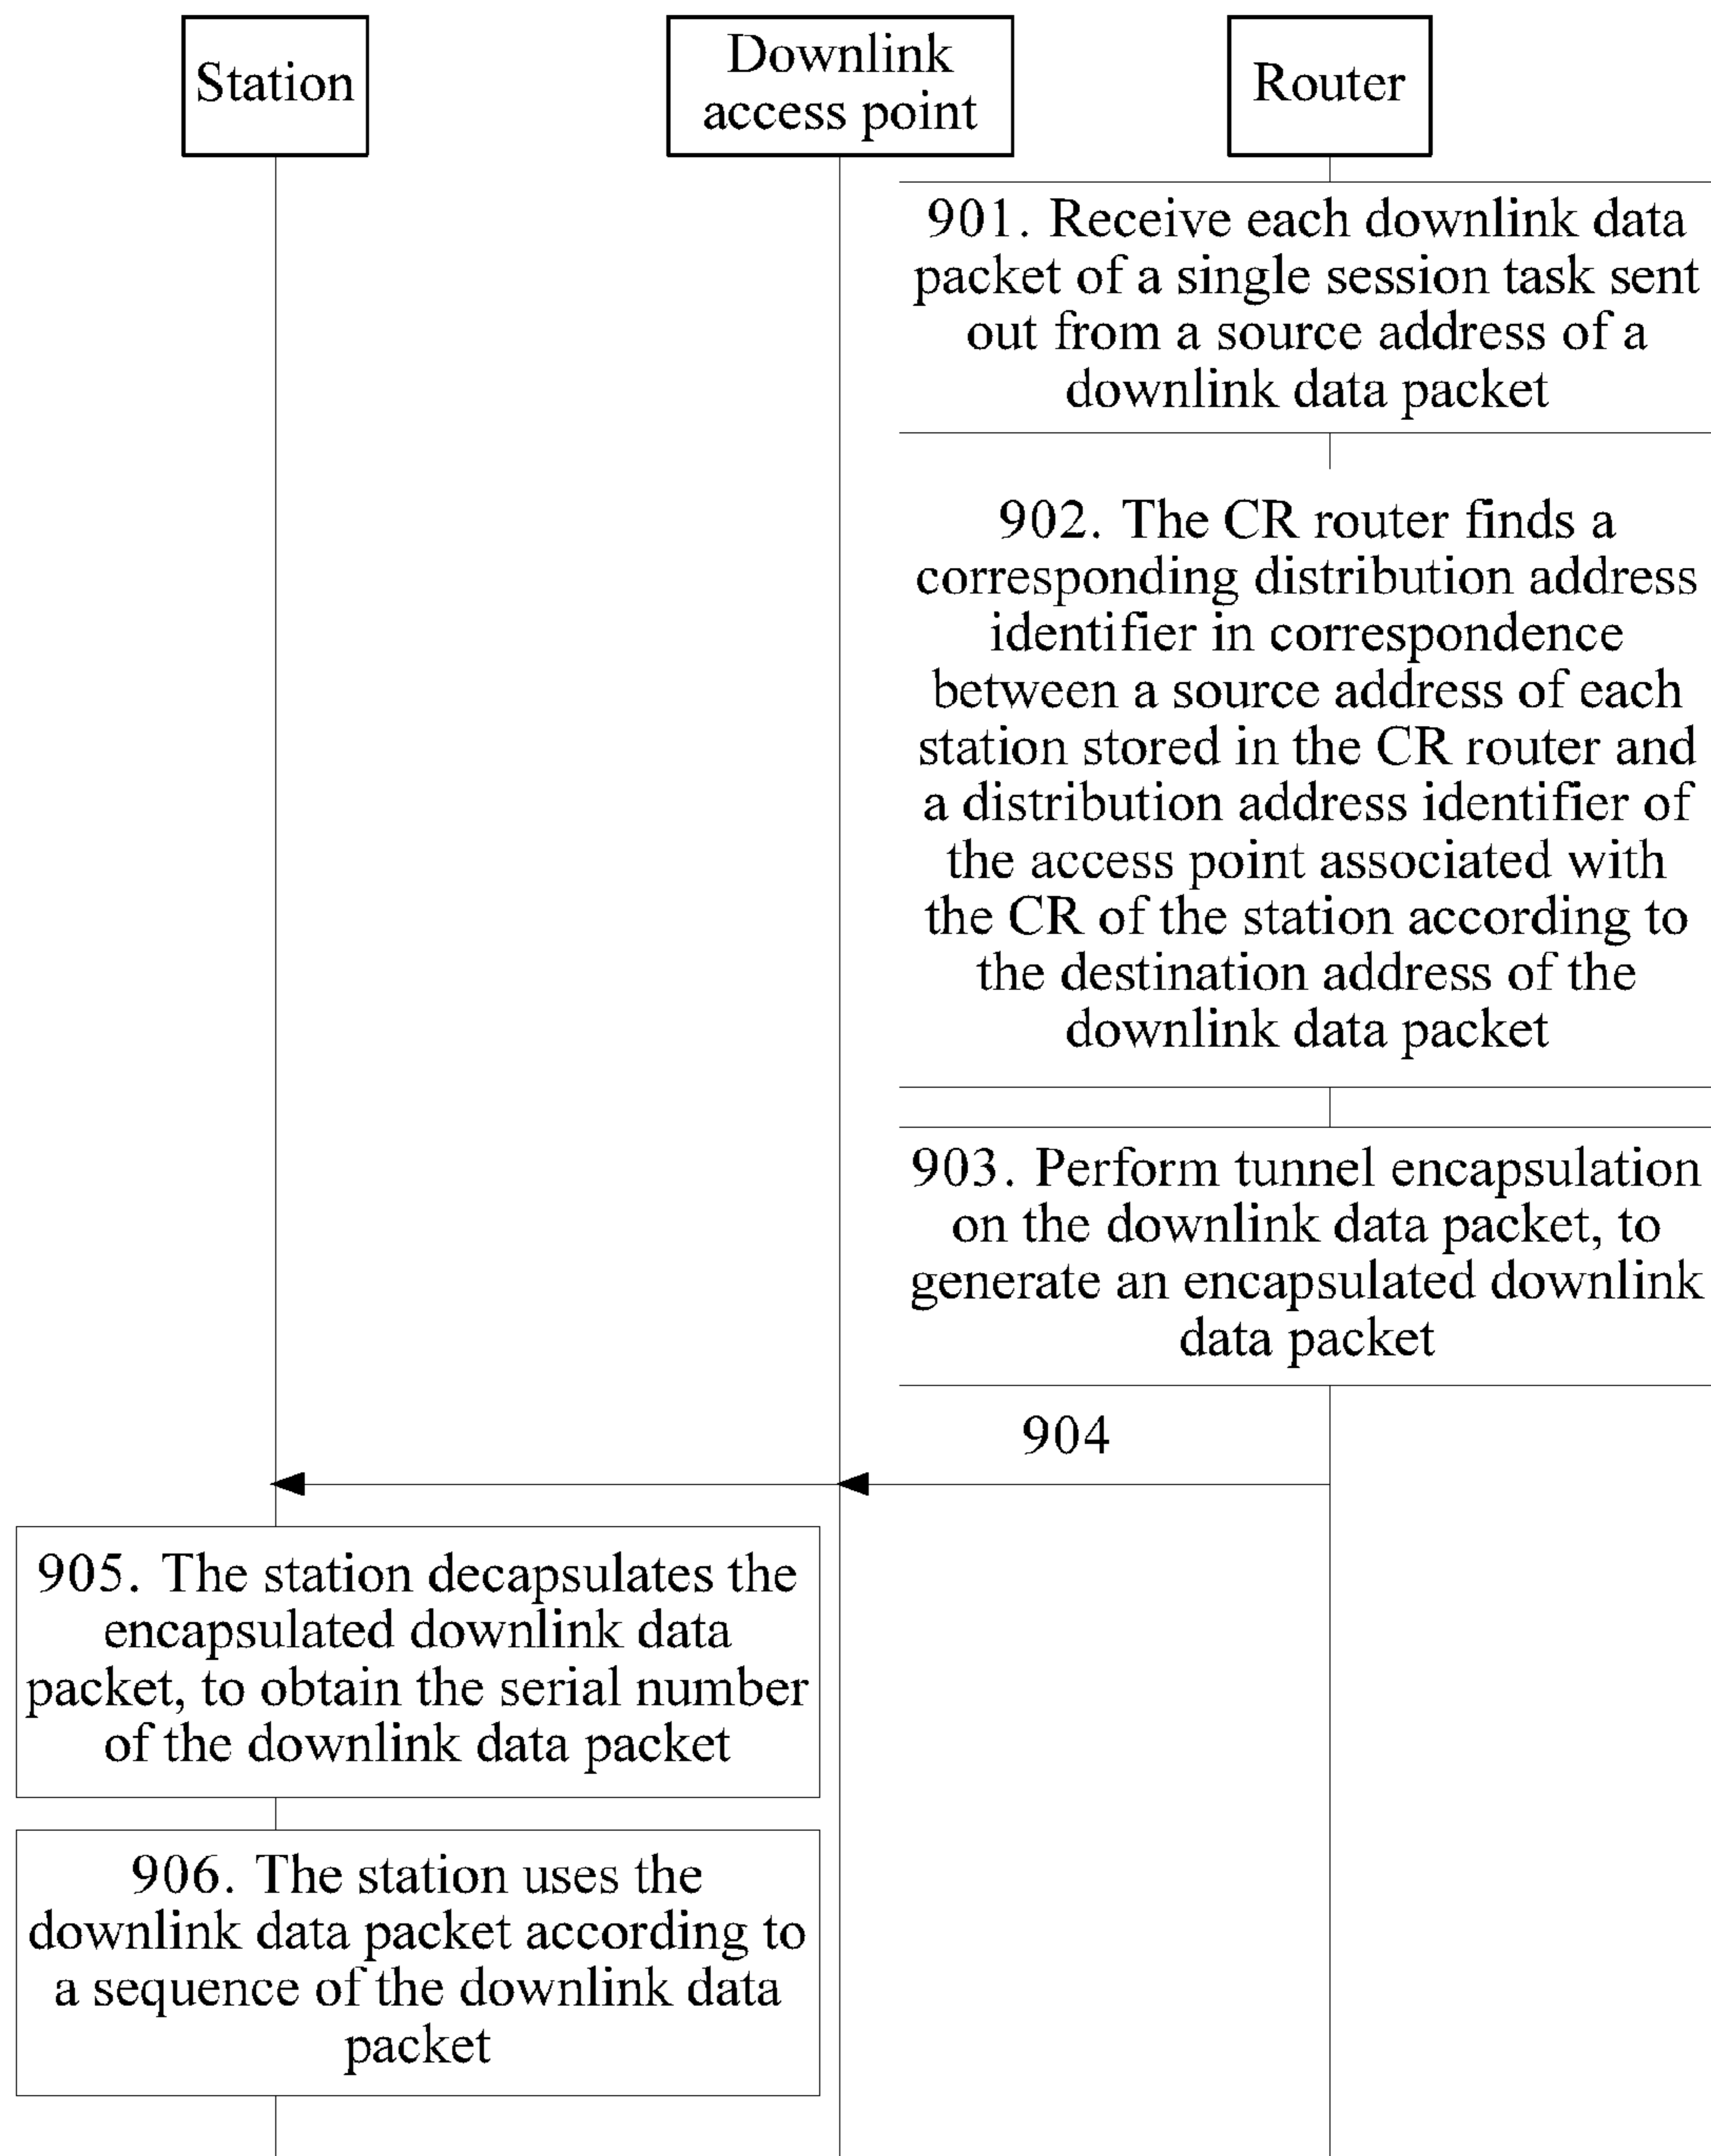 Station
Downlink
access point
Router
901. Receive each downlink data
packet of a single session task sent
out from a source address of a
downlink data packet
902. The CR router finds a
corresponding distribution address
identifier in correspondence
between a source address of each
station stored in the CR router and
a distribution address identifier of
the access point associated with
the CR of the station according to
the destination address of the
downlink data packet
903. Perform tunnel encapsulation
on the downlink data packet, to
generate an encapsulated downlink
data packet
904
905. The station decapsulates the
encapsulated downlink data
packet, to obtain the serial number
of the downlink data packet
906. The station uses the
downlink data packet according to
a sequence of the downlink data
packet